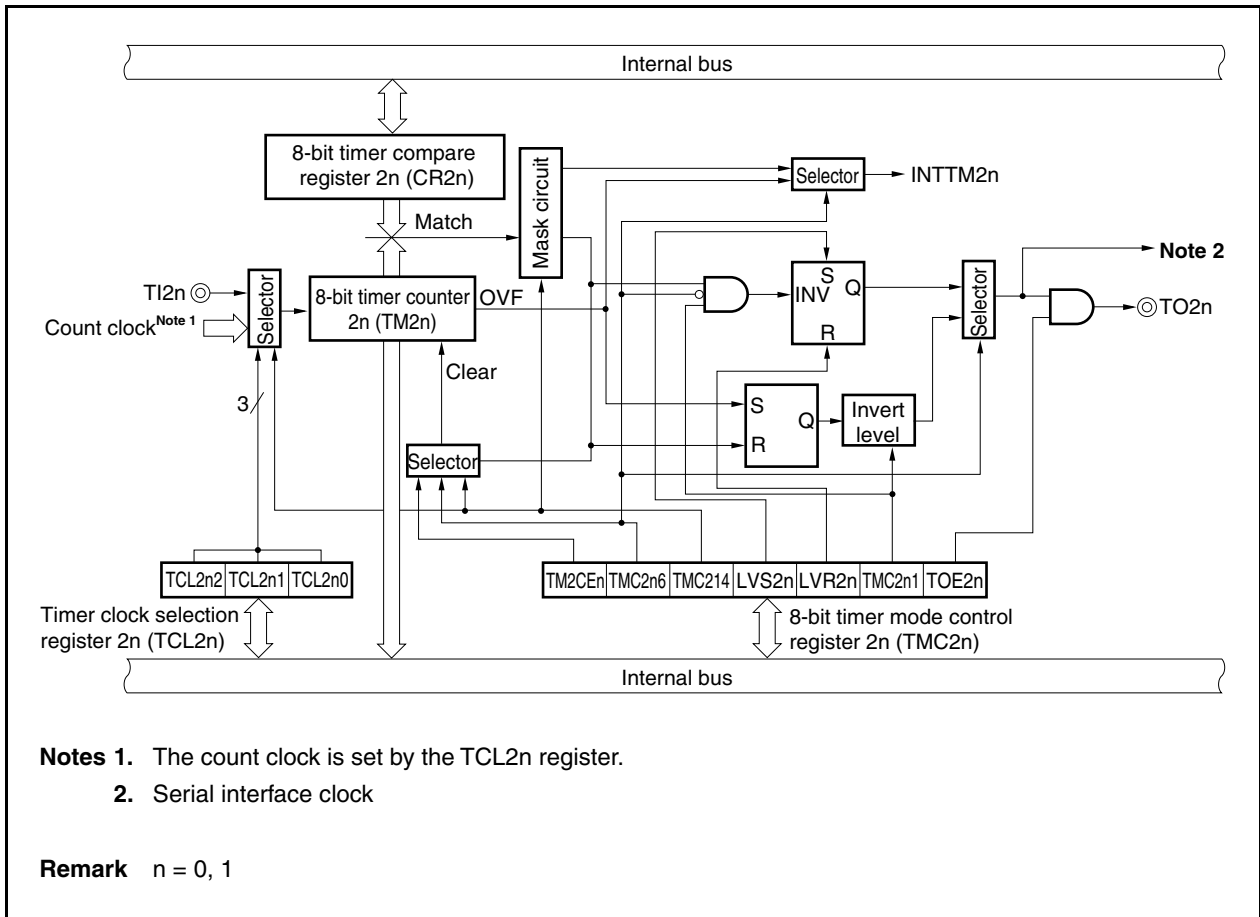 Internal bus
8-bit timer compare
register 2n (CR2n)
Match
Mask circuit
Selector
INTTM2n
TI2n
Count clock Note 1
Selector
8-bit timer counter
2n (TM2n)
OVF
Clear
S
INV
Q
R
Selector
Note 2
TO2n
3
S
Q
R
Invert
level
Selector
TCL2n2 TCL2n1 TCL2n0
TM2CEn TMC2n6 TMC214 LVS2n LVR2n TMC2n1 TOE2n
Timer clock selection
register 2n (TCL2n)
8-bit timer mode control
register 2n (TMC2n)
Internal bus
Notes 1. The count clock is set by the TCL2n register.
2. Serial interface clock
Remark n = 0, 1